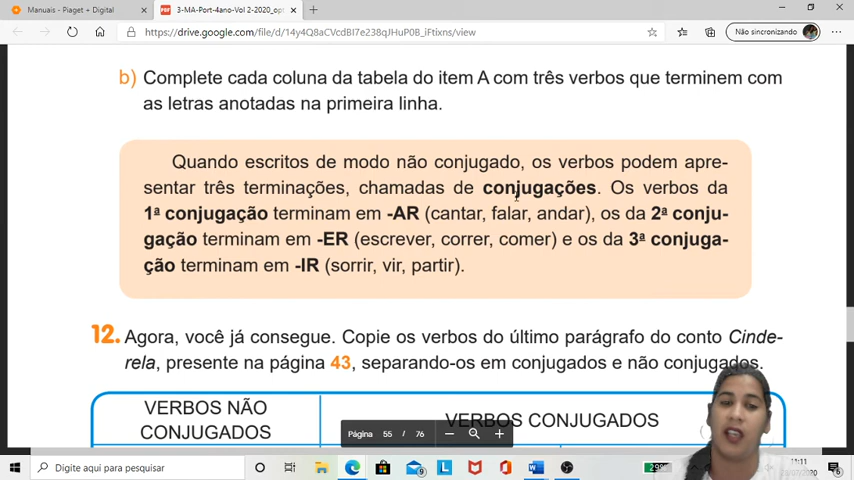 Manuais - Piaget + Digital
3-MA-Port-4ano-Vol 2-2020_opt
https://drive.google.com/file/d/14y4Q8aCVcdBI7e238qJHuP0B_iFtixns/view
Não sincronizando
b) Complete cada coluna da tabela do item A com três verbos que terminem com
as letras anotadas na primeira linha.
Quando escritos de modo não conjugado, os verbos podem apre-
sentar três terminações, chamadas de conjugações. Os verbos da
1ª conjugação terminam em -AR (cantar, falar, andar), os da 2ª conju-
gação terminam em -ER (escrever, correr, comer) e os da 3ª conjuga-
ção terminam em -IR (sorrir, vir, partir).
12. Agora, você já consegue. Copie os verbos do último parágrafo do conto Cinde-
rela, presente na página 43, separando-os em conjugados e não conjugados.
VERBOS NÃO
CONJUGADOS
VERBOS CONJUGADOS
Página 55 / 76
Digite aqui para pesquisar